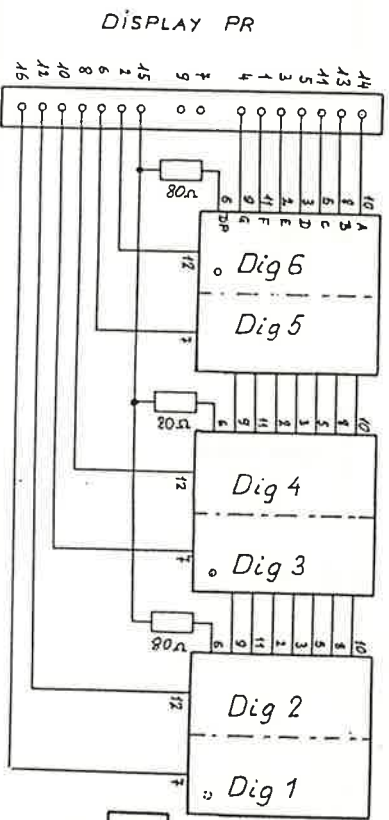 DISPLAY PR
16 12 10 8 6 2 15 9 7 4 1 3 5 11 13 14
80Ω
6 9 11 2 3 5 8 10
DP G F E D C B A
12 Dig 6
7 Dig 5
80Ω
6 9 11 2 3 5 8 10
12 Dig 4
7 Dig 3
80Ω
6 9 11 2 3 5 8 10
12 Dig 2
7 Dig 1